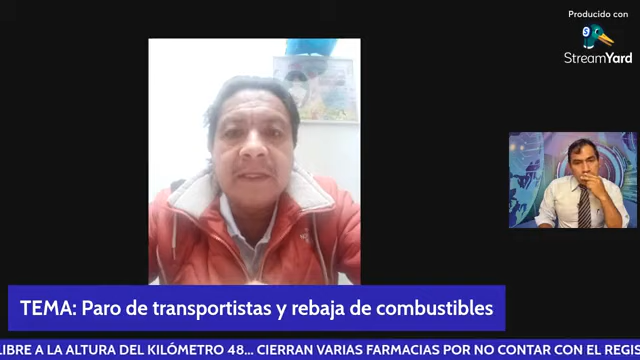 Producido con
StreamYard
TEMA: Paro de transportistas y rebaja de combustibles
LIBRE A LA ALTURA DEL KILÓMETRO 48... CIERRAN VARIAS FARMACIAS POR NO CONTAR CON EL REGIS